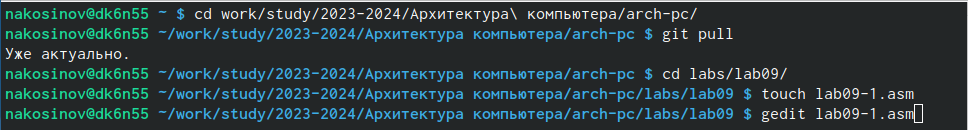 nakosinov@dk6n55 ~ $ cd work/study/2023-2024/Архитектура\ компьютера/arch-pc/
nakosinov@dk6n55 ~/work/study/2023-2024/Архитектура компьютера/arch-pc $ git pull
Уже актуально.
nakosinov@dk6n55 ~/work/study/2023-2024/Архитектура компьютера/arch-pc $ cd labs/lab09/
nakosinov@dk6n55 ~/work/study/2023-2024/Архитектура компьютера/arch-pc/labs/lab09 $ touch lab09-1.asm
nakosinov@dk6n55 ~/work/study/2023-2024/Архитектура компьютера/arch-pc/labs/lab09 $ gedit lab09-1.asm